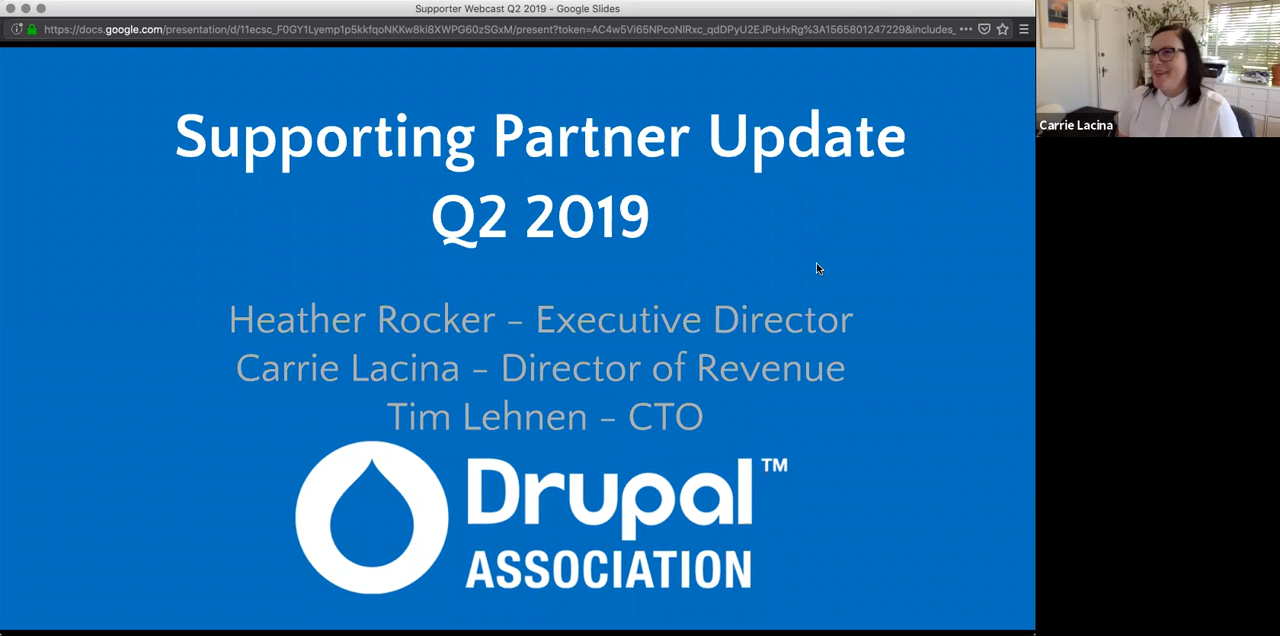 Supporter Webcast Q2 2019 - Google Slides
https://docs.google.com/presentation/d/11ecsc_F0GY1Lyemp1p5kkfqoNKKw8ki8XWPG60zSGxM/present?token=AC4w5Vi65NPcoNlRxc_qdDPyU2EJPuHxRg%3A1565801247229&includes_
Supporting Partner Update
Q2 2019
Heather Rocker – Executive Director
Carrie Lacina – Director of Revenue
Tim Lehnen – CTO
Drupal™
ASSOCIATION
Carrie Lacina